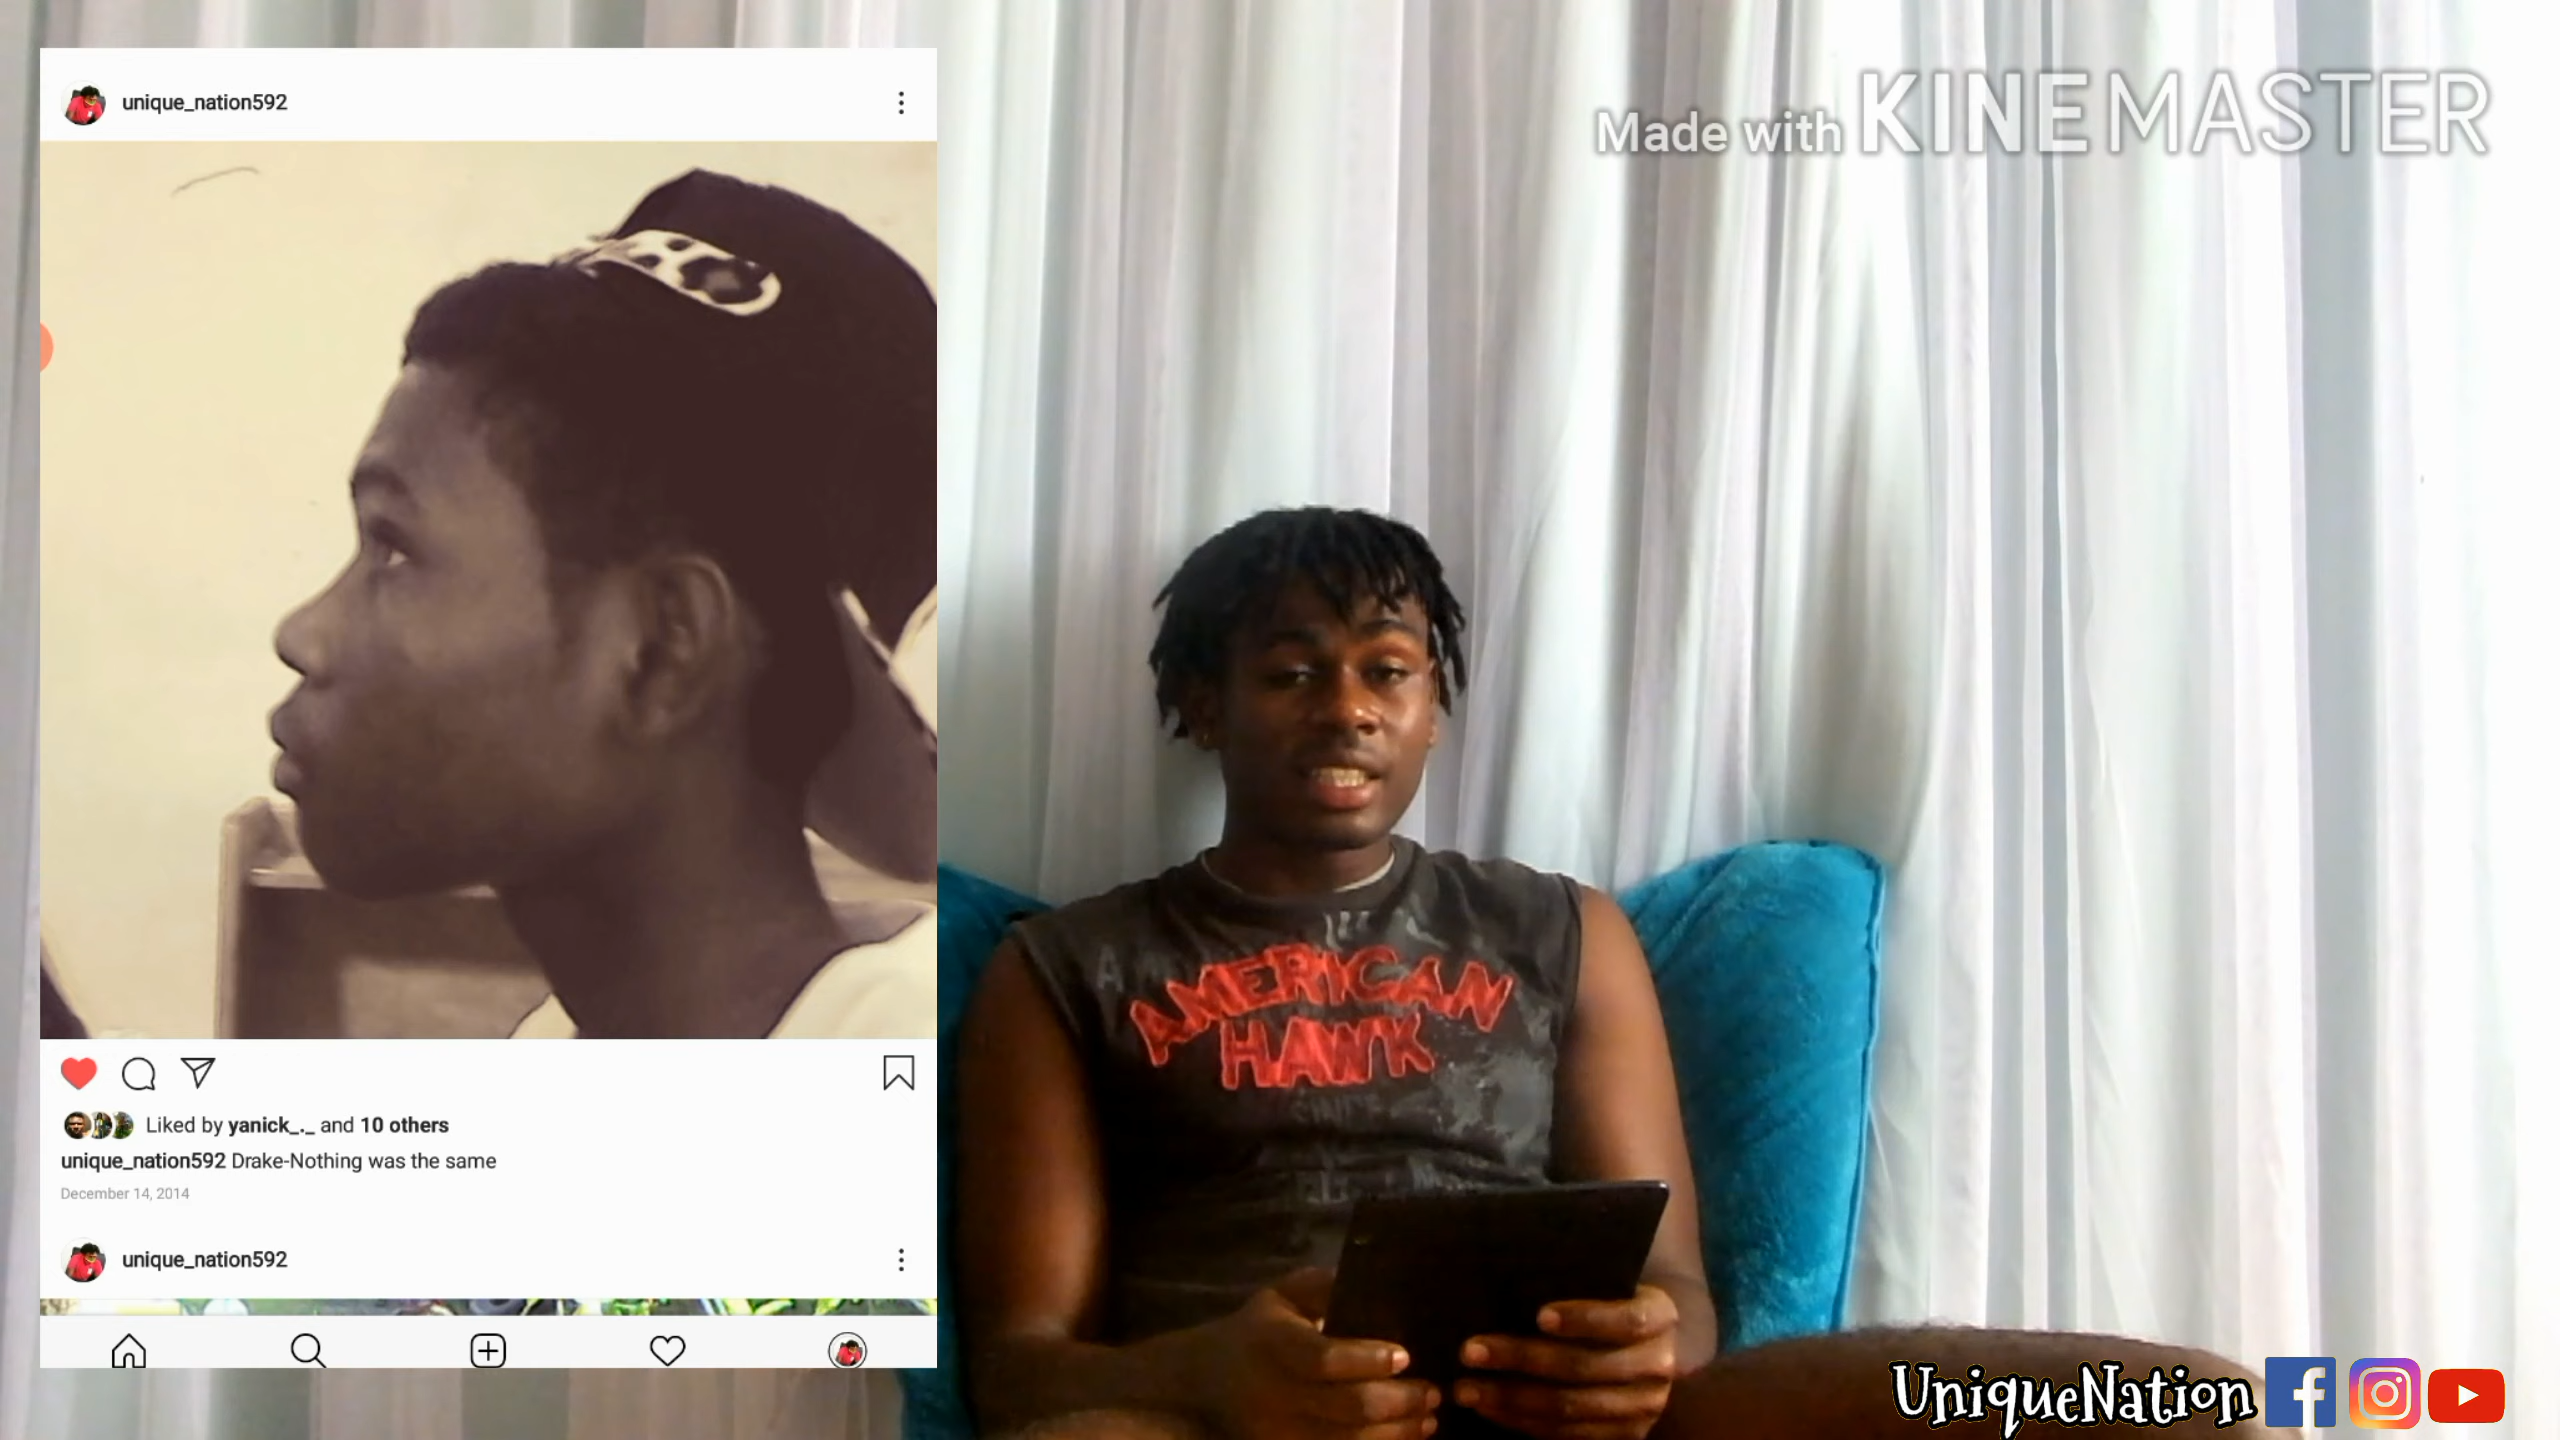 unique_nation592
Made with KINEMASTER
AMERICAN
HAWK
Liked by yanick_._ and 10 others
unique_nation592 Drake-Nothing was the same
December 14, 2014
unique_nation592
UniqueNation